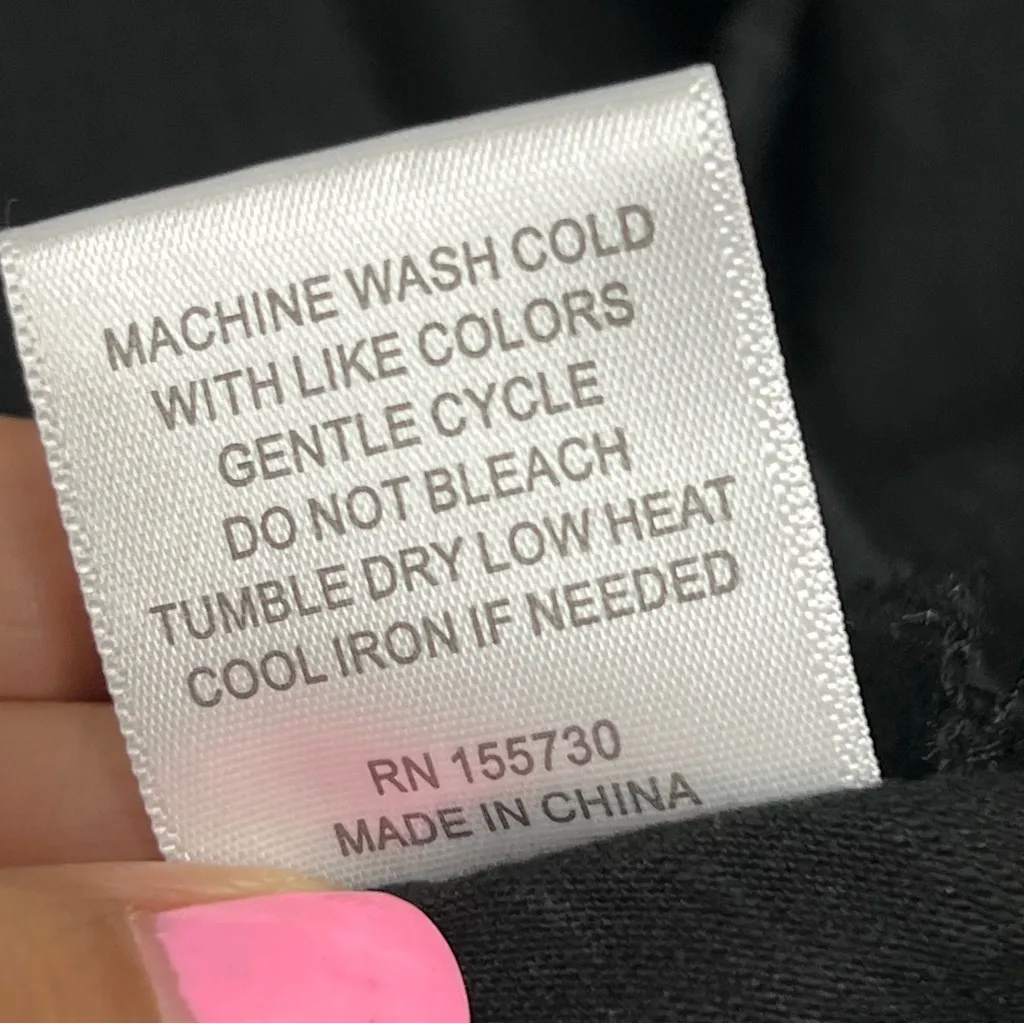 MACHINE WASH COLD
WITH LIKE COLORS
GENTLE CYCLE
DO NOT BLEACH
TUMBLE DRY LOW HEAT
COOL IRON IF NEEDED
RN 155730
MADE IN CHINA